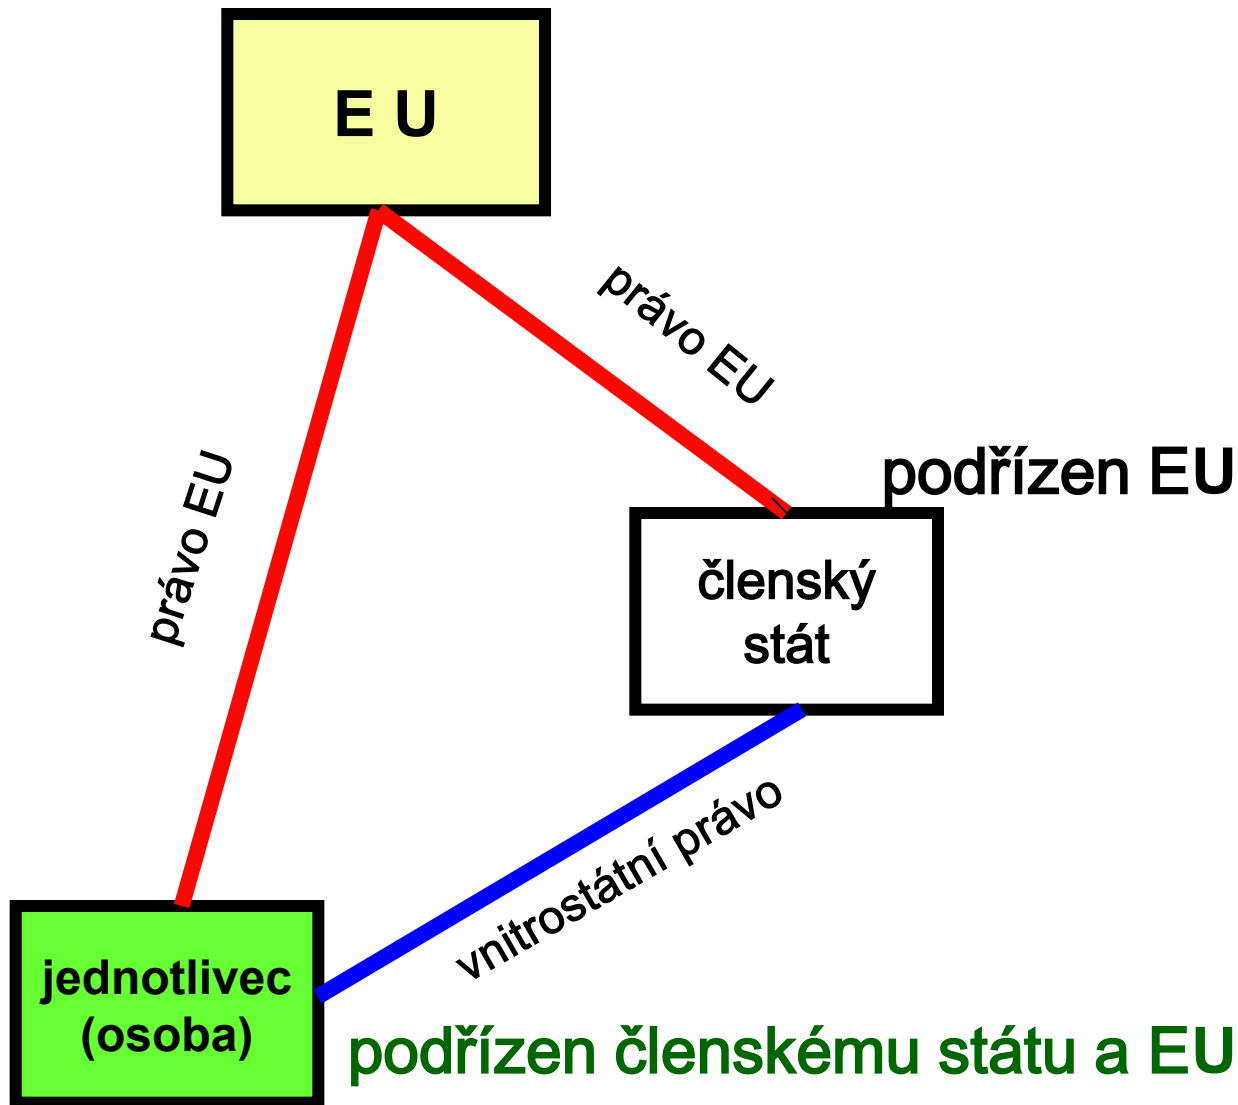 E U
právo EU
podřízen EU
právo EU
členský
stát
vnitrostátní právo
jednotlivec
(osoba)
podřízen členskému státu a EU